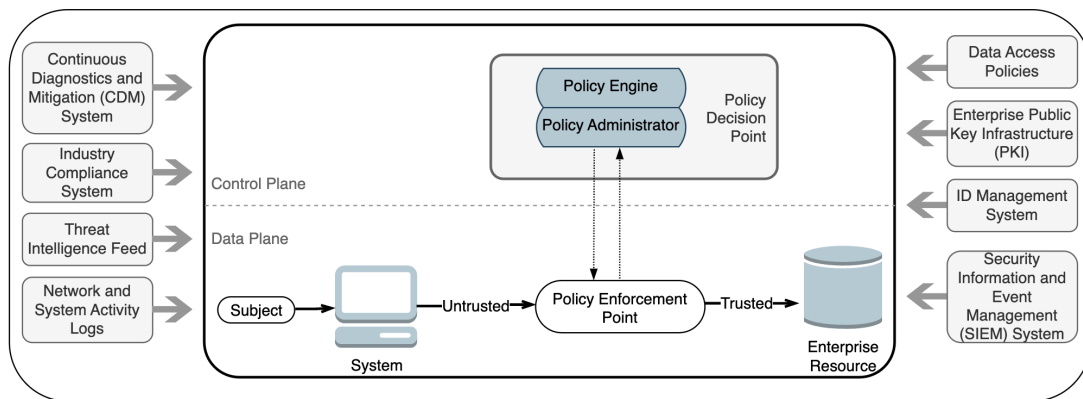 Continuous
Diagnostics and
Mitigation (CDM)
System
Industry
Compliance
System
Threat
Intelligence Feed
Network and
System Activity
Logs
Policy Engine
Policy Administrator
Policy
Decision
Point
Control Plane
Data Plane
Subject
System
Untrusted
Policy Enforcement
Point
Trusted
Enterprise
Resource
Data Access
Policies
Enterprise Public
Key Infrastructure
(PKI)
ID Management
System
Security
Information and
Event
Management
(SIEM) System